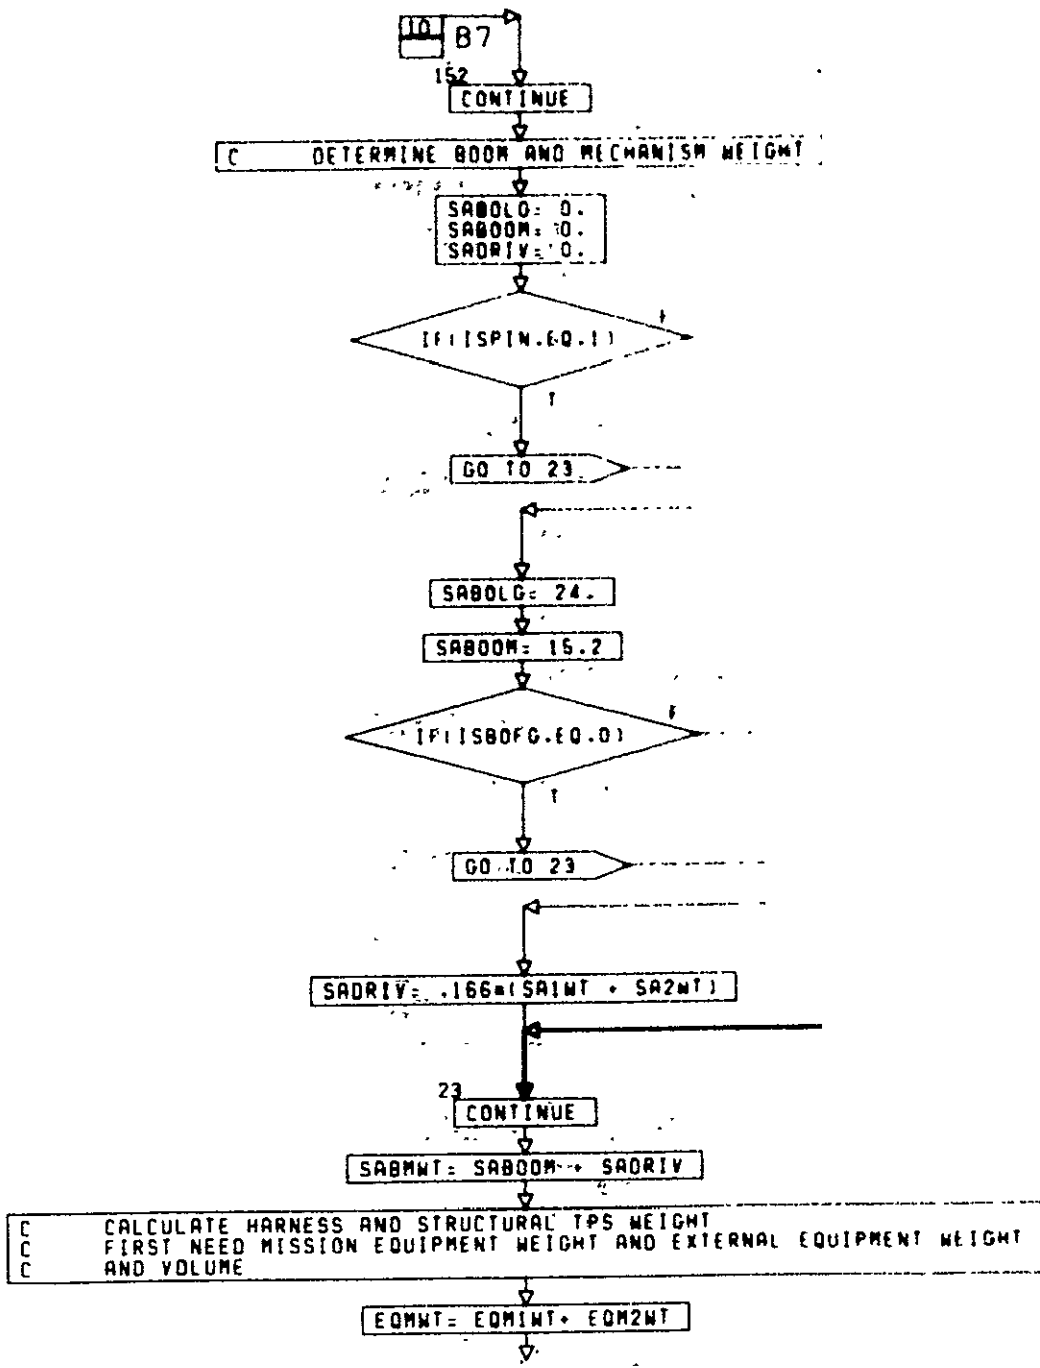 10
B7
152
CONTINUE
C DETERMINE BOOM AND MECHANISM WEIGHT
SABOLG= 0.
SABOOM= 0.
SADRIV= 0.
IF(ISPIN.EQ.1)
F
T
GO TO 23
SABOLG= 24.
SABOOM= 15.2
IF(ISBOFG.EQ.0)
F
T
GO TO 23
SADRIV= .166*(SA1WT + SA2WT)
23
CONTINUE
SABMWT= SABOOM + SADRIV
C CALCULATE HARNESS AND STRUCTURAL TPS WEIGHT
C FIRST NEED MISSION EQUIPMENT WEIGHT AND EXTERNAL EQUIPMENT WEIGHT
C AND VOLUME
EQMWT= EQM1WT+ EQM2WT